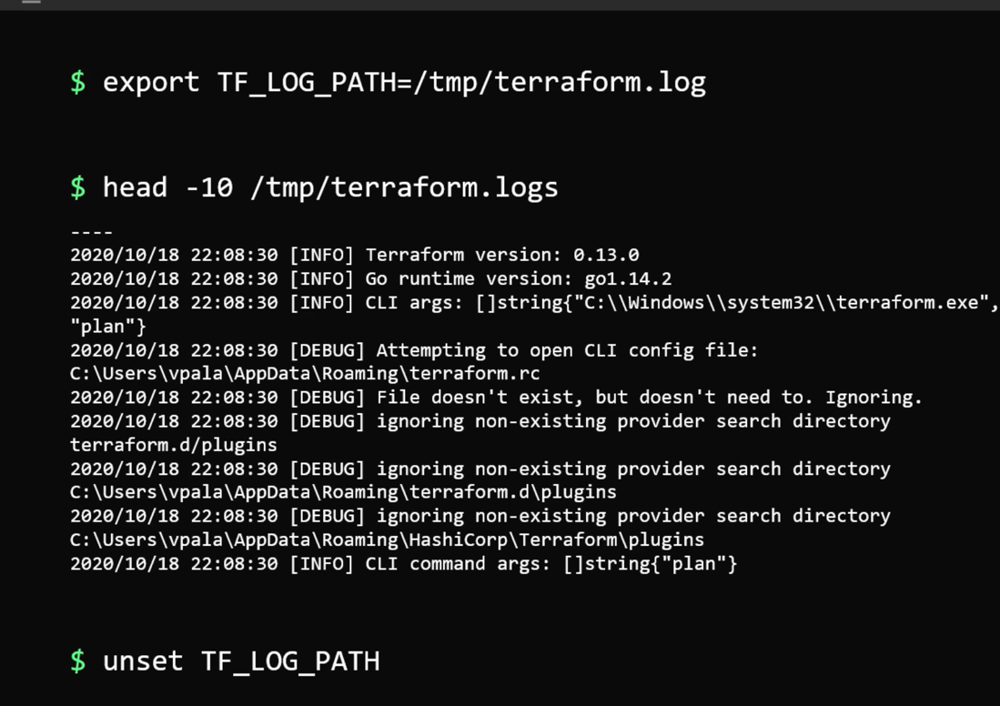 $ export TF_LOG_PATH=/tmp/terraform.log
$ head -10 /tmp/terraform.logs
----
2020/10/18 22:08:30 [INFO] Terraform version: 0.13.0
2020/10/18 22:08:30 [INFO] Go runtime version: go1.14.2
2020/10/18 22:08:30 [INFO] CLI args: []string{"C:\\Windows\\system32\\terraform.exe",
"plan"}
2020/10/18 22:08:30 [DEBUG] Attempting to open CLI config file:
C:\Users\vpala\AppData\Roaming\terraform.rc
2020/10/18 22:08:30 [DEBUG] File doesn't exist, but doesn't need to. Ignoring.
2020/10/18 22:08:30 [DEBUG] ignoring non-existing provider search directory
terraform.d/plugins
2020/10/18 22:08:30 [DEBUG] ignoring non-existing provider search directory
C:\Users\vpala\AppData\Roaming\terraform.d\plugins
2020/10/18 22:08:30 [DEBUG] ignoring non-existing provider search directory
C:\Users\vpala\AppData\Roaming\HashiCorp\Terraform\plugins
2020/10/18 22:08:30 [INFO] CLI command args: []string{"plan"}
$ unset TF_LOG_PATH